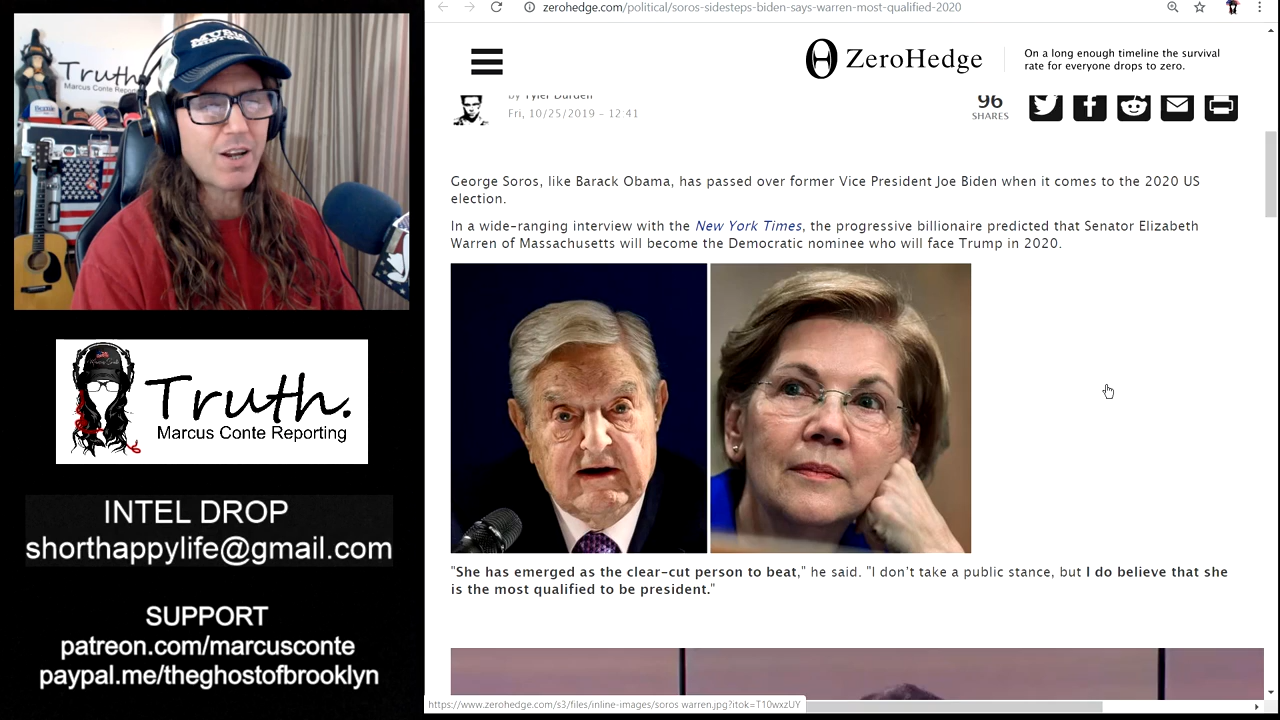 zerohedge.com/political/soros-sidesteps-biden-says-warren-most-qualified-2020
ZeroHedge
On a long enough timeline the survival
rate for everyone drops to zero.
by Tyler Durden
Fri, 10/25/2019 - 12:41
96
SHARES
George Soros, like Barack Obama, has passed over former Vice President Joe Biden when it comes to the 2020 US
election.
In a wide-ranging interview with the New York Times, the progressive billionaire predicted that Senator Elizabeth
Warren of Massachusetts will become the Democratic nominee who will face Trump in 2020.
"She has emerged as the clear-cut person to beat," he said. "I don't take a public stance, but I do believe that she
is the most qualified to be president."
https://www.zerohedge.com/s3/files/inline-images/soros warren.jpg?itok=T10wxzUY
MUSIC
Truth.
Marcus Conte Repor
Bernie
Truth.
Marcus Conte Reporting
INTEL DROP
shorthappylife@gmail.com
SUPPORT
patreon.com/marcusconte
paypal.me/theghostofbrooklyn